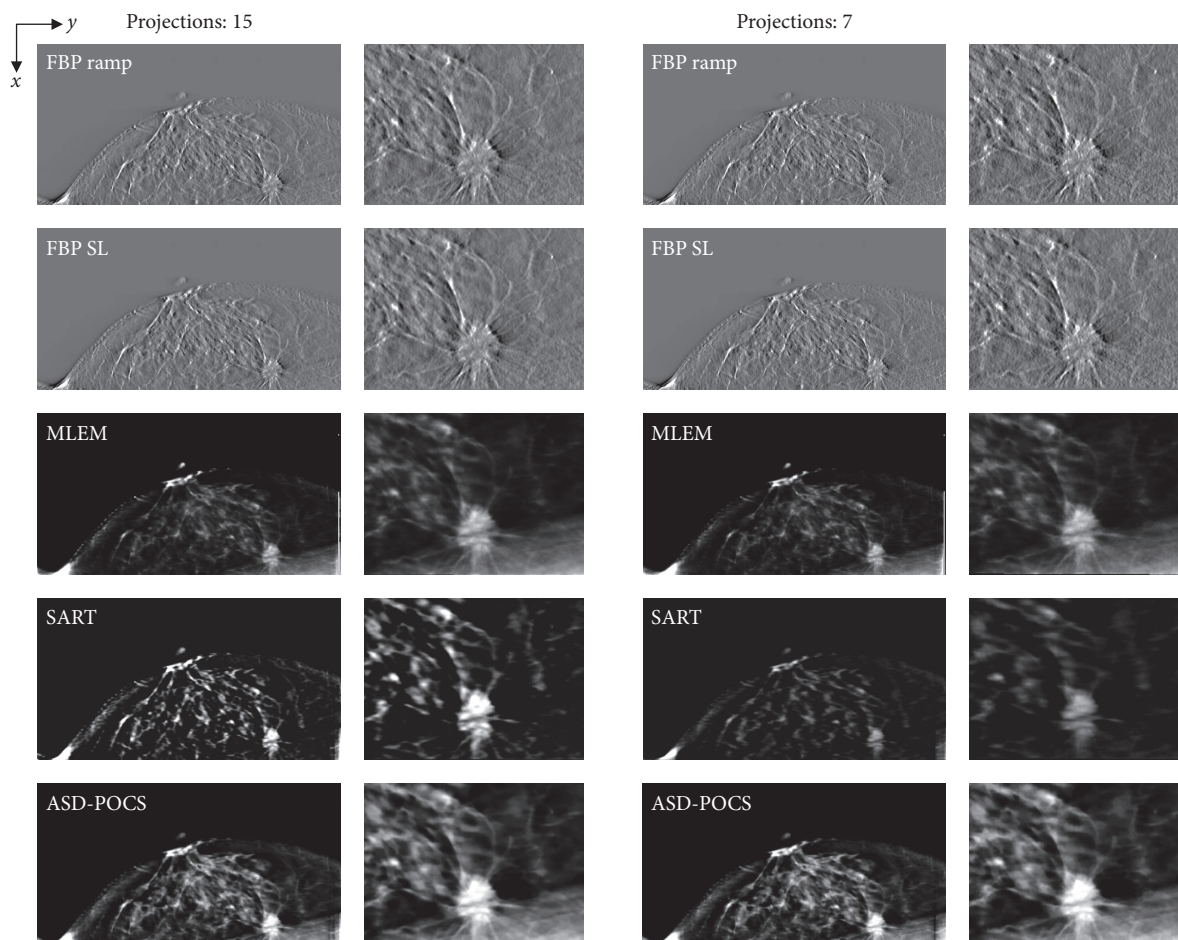 y
x
Projections: 15
Projections: 7
FBP ramp
FBP ramp
FBP SL
FBP SL
MLEM
MLEM
SART
SART
ASD-POCS
ASD-POCS